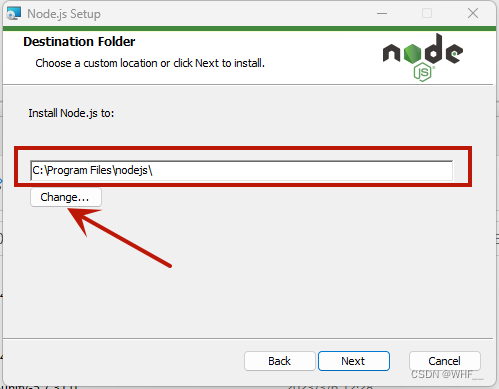 Node.js Setup
Destination Folder
Choose a custom location or click Next to install.
node
JS
Install Node.js to:
C:\Program Files\nodejs\
Change...
Back
Next
Cancel
CSDN @WHF__